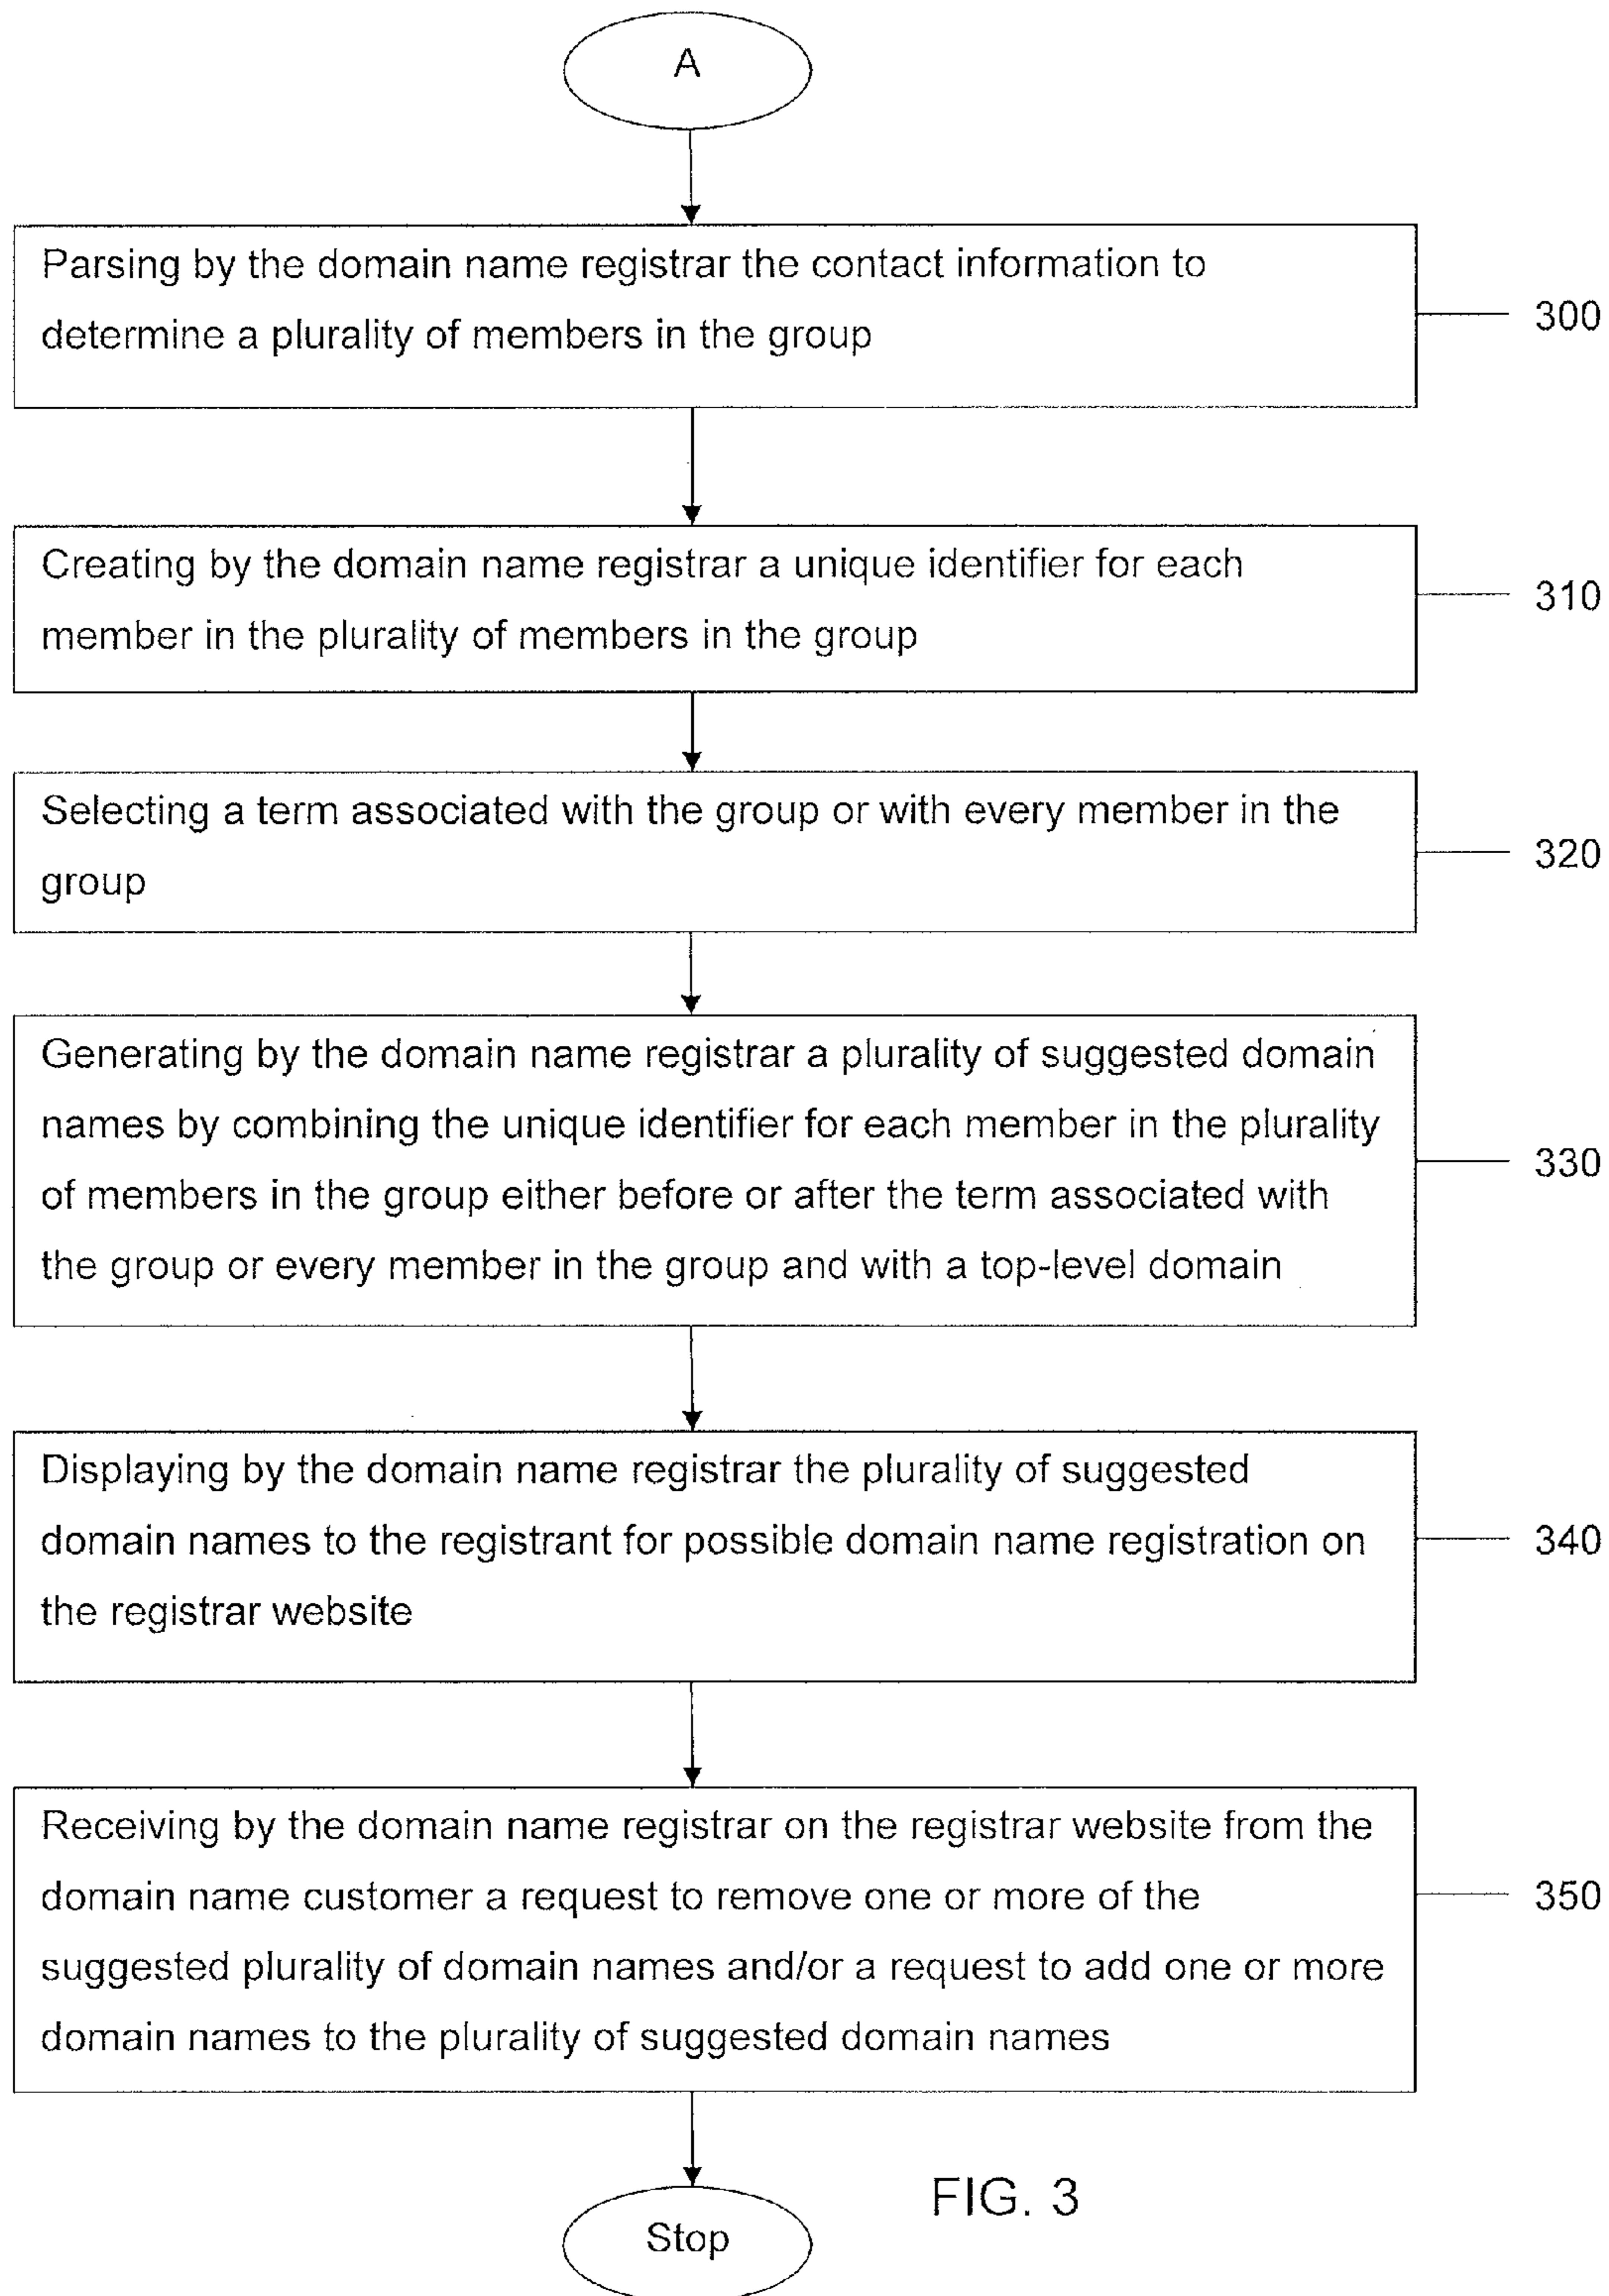 A
Parsing by the domain name registrar the contact information to
determine a plurality of members in the group
300
Creating by the domain name registrar a unique identifier for each
member in the plurality of members in the group
310
Selecting a term associated with the group or with every member in the
group
320
Generating by the domain name registrar a plurality of suggested domain
names by combining the unique identifier for each member in the plurality
of members in the group either before or after the term associated with
the group or every member in the group and with a top-level domain
330
Displaying by the domain name registrar the plurality of suggested
domain names to the registrant for possible domain name registration on
the registrar website
340
Receiving by the domain name registrar on the registrar website from the
domain name customer a request to remove one or more of the
suggested plurality of domain names and/or a request to add one or more
domain names to the plurality of suggested domain names
350
FIG. 3
Stop